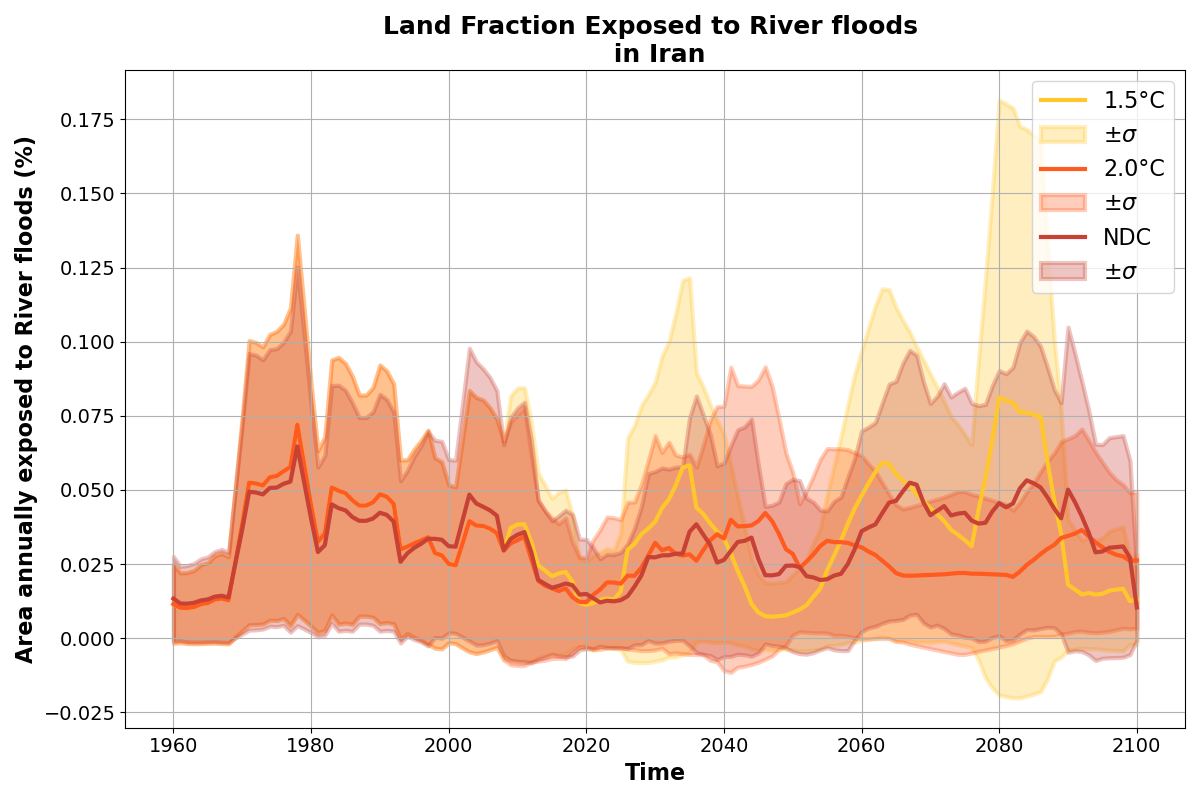 Land Fraction Exposed to River floods
in Iran
Area annually exposed to River floods (%)
0.175
0.150
0.125
0.100
0.075
0.050
0.025
0.000
−0.025
1.5°C
±σ
2.0°C
±σ
NDC
±σ
1960 1980 2000 2020 2040 2060 2080 2100
Time